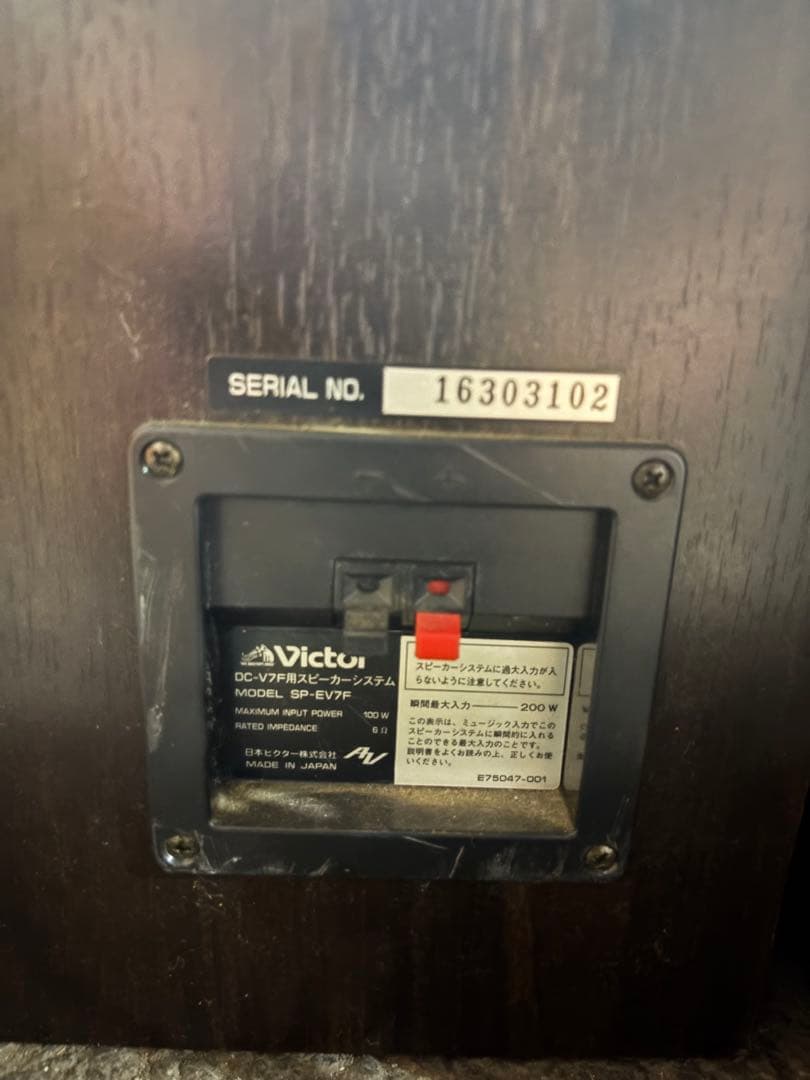 SERIAL NO. 16303102
− +
Victor
DC-V7F用スピーカーシステム
MODEL SP-EV7F
MAXIMUM INPUT POWER 100W
RATED IMPEDANCE 6Ω
日本ビクター株式会社 AV
MADE IN JAPAN
スピーカーシステムに過大入力が入
らないように注意してください。
瞬間最大入力 200W
この表示は、ミュージック入力でこの
スピーカーシステムに瞬間的に入れる
ことのできる最大入力のことです。
説明書をよくお読みの上、正しくお使
いください。
E75047-001